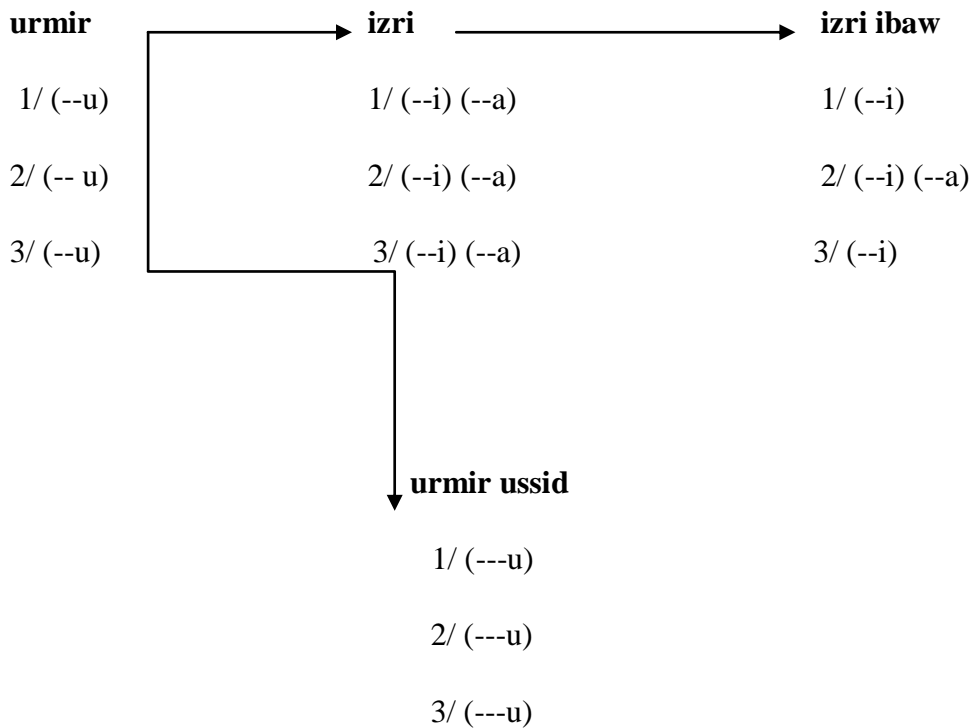 urmir izri izri ibaw
1/ (--u) 1/ (--i) (--a) 1/ (--i)
2/ (-- u) 2/ (--i) (--a) 2/ (--i) (--a)
3/ (--u) 3/ (--i) (--a) 3/ (--i)
urmir ussid
1/ (---u)
2/ (---u)
3/ (---u)